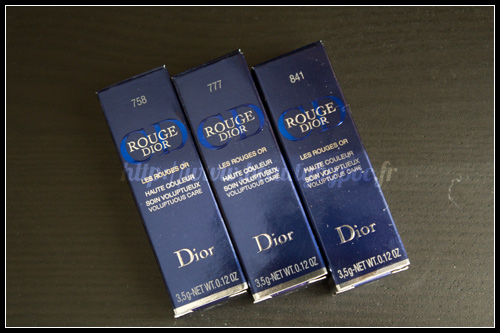 758
ROUGE
DIOR
LES ROUGES OR
HAUTE COULEUR
SOIN VOLUPTUEUX
VOLUPTUOUS CARE
Dior
3,5g-NET WT.0.12 OZ
777
ROUGE
DIOR
LES ROUGES OR
HAUTE COULEUR
SOIN VOLUPTUEUX
VOLUPTUOUS CARE
Dior
3,5g-NET WT.0.12 OZ
841
ROUGE
DIOR
LES ROUGES OR
HAUTE COULEUR
SOIN VOLUPTUEUX
VOLUPTUOUS CARE
Dior
3,5g-NET WT.0.12 OZ